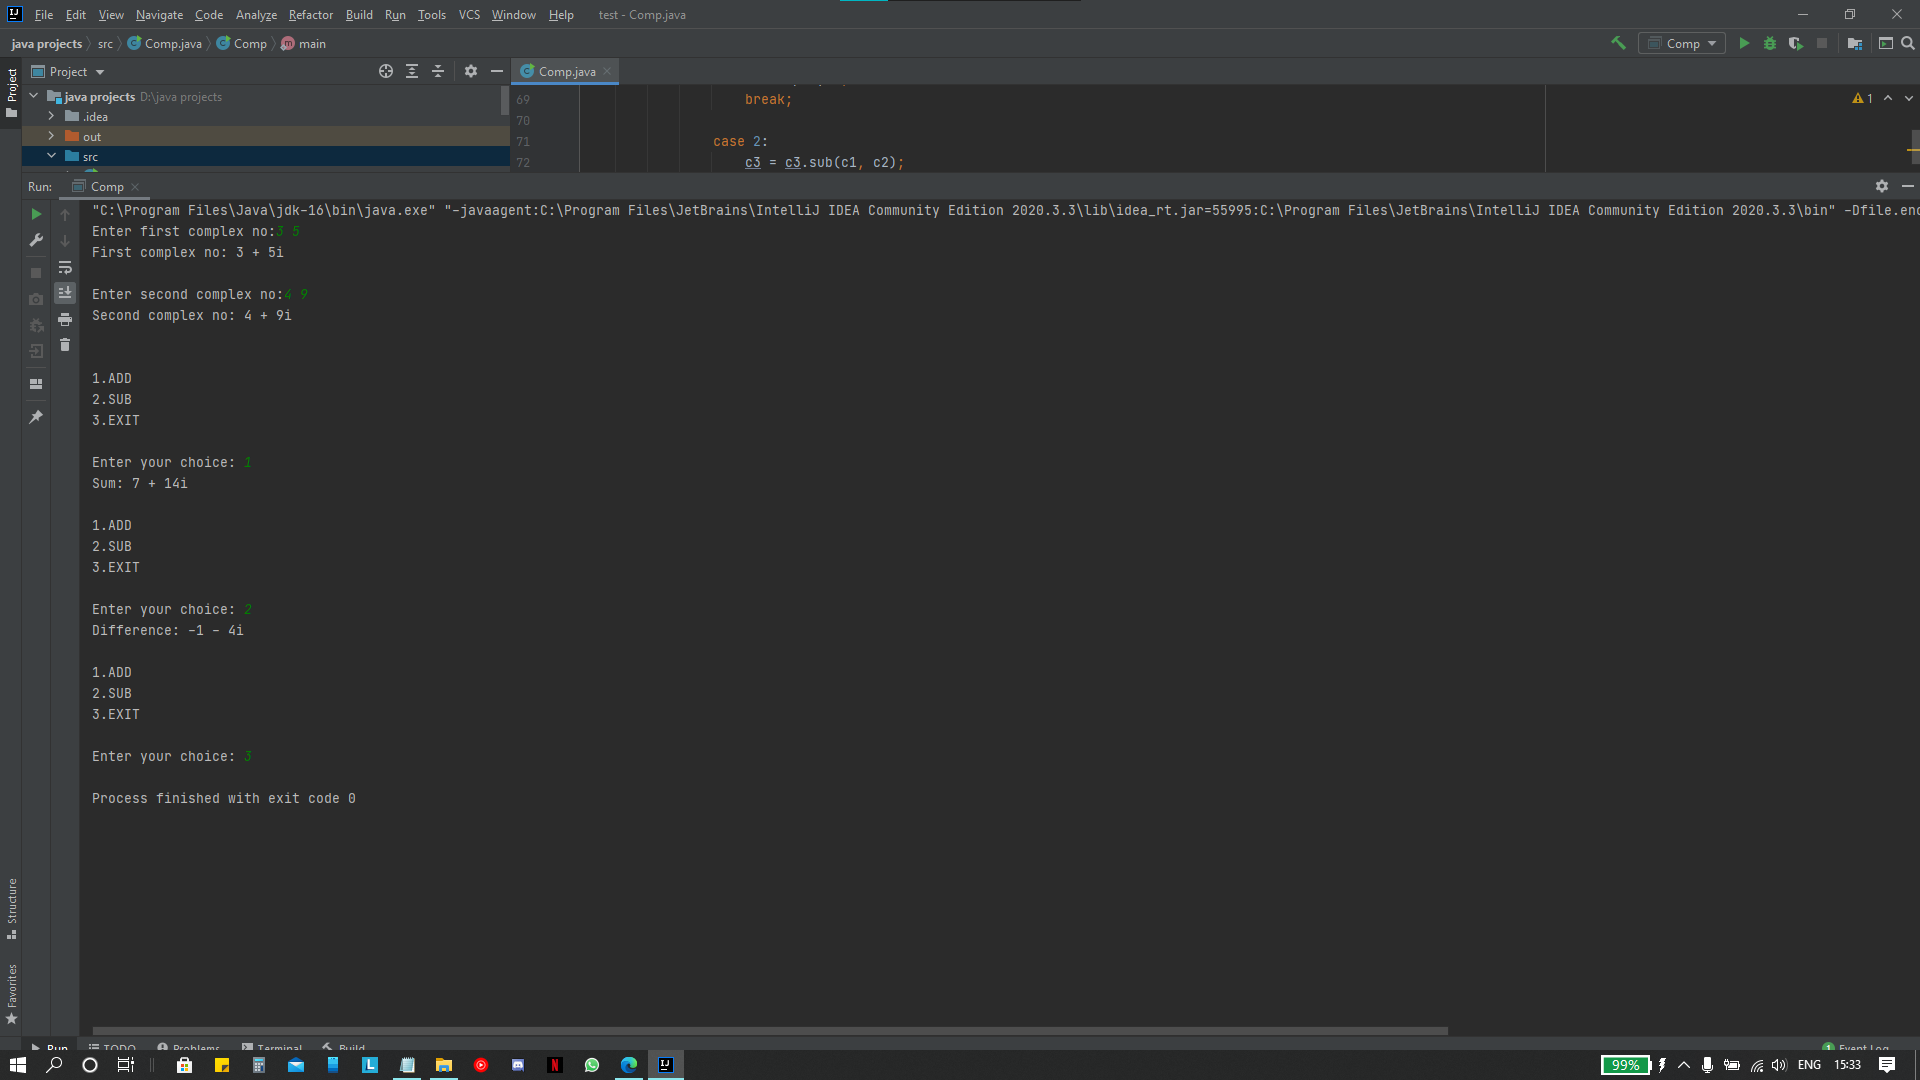 File Edit View Navigate Code Analyze Refactor Build Run Tools VCS Window Help test - Comp.java
java projects src Comp.java Comp main Comp
Project Comp.java
Project
java projects D:\java projects
.idea
out
src
69 break;
70
71 case 2:
72 c3 = c3.sub(c1, c2);
1
Run: Comp
"C:\Program Files\Java\jdk-16\bin\java.exe" "-javaagent:C:\Program Files\JetBrains\IntelliJ IDEA Community Edition 2020.3.3\lib\idea_rt.jar=55995:C:\Program Files\JetBrains\IntelliJ IDEA Community Edition 2020.3.3\bin" -Dfile.enc
Enter first complex no:3 5
First complex no: 3 + 5i
Enter second complex no:4 9
Second complex no: 4 + 9i
1.ADD
2.SUB
3.EXIT
Enter your choice: 1
Sum: 7 + 14i
1.ADD
2.SUB
3.EXIT
Enter your choice: 2
Difference: -1 - 4i
1.ADD
2.SUB
3.EXIT
Enter your choice: 3
Process finished with exit code 0
Structure
Favorites
Run TODO Problems Terminal Build Event Log
99% ENG 15:33